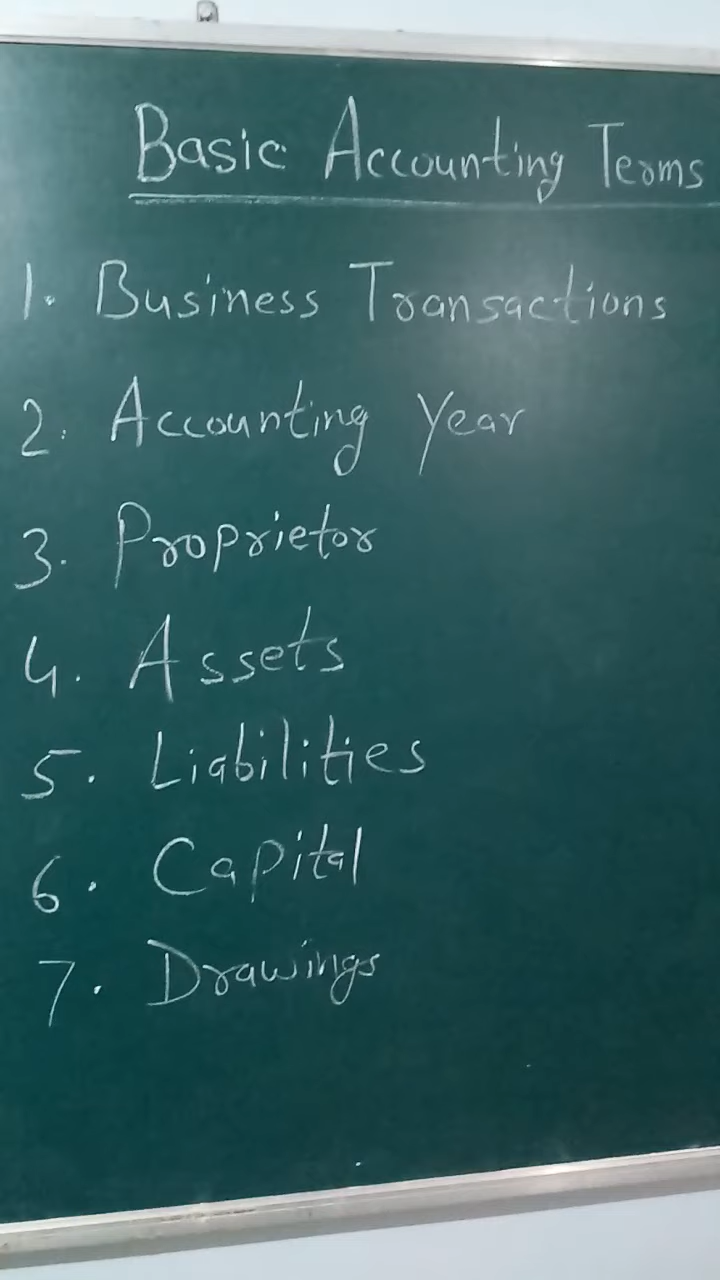 Basic Accounting Terms
1. Business Transactions
2. Accounting Year
3. Proprietor
4. Assets
5. Liabilities
6. Capital
7. Drawings